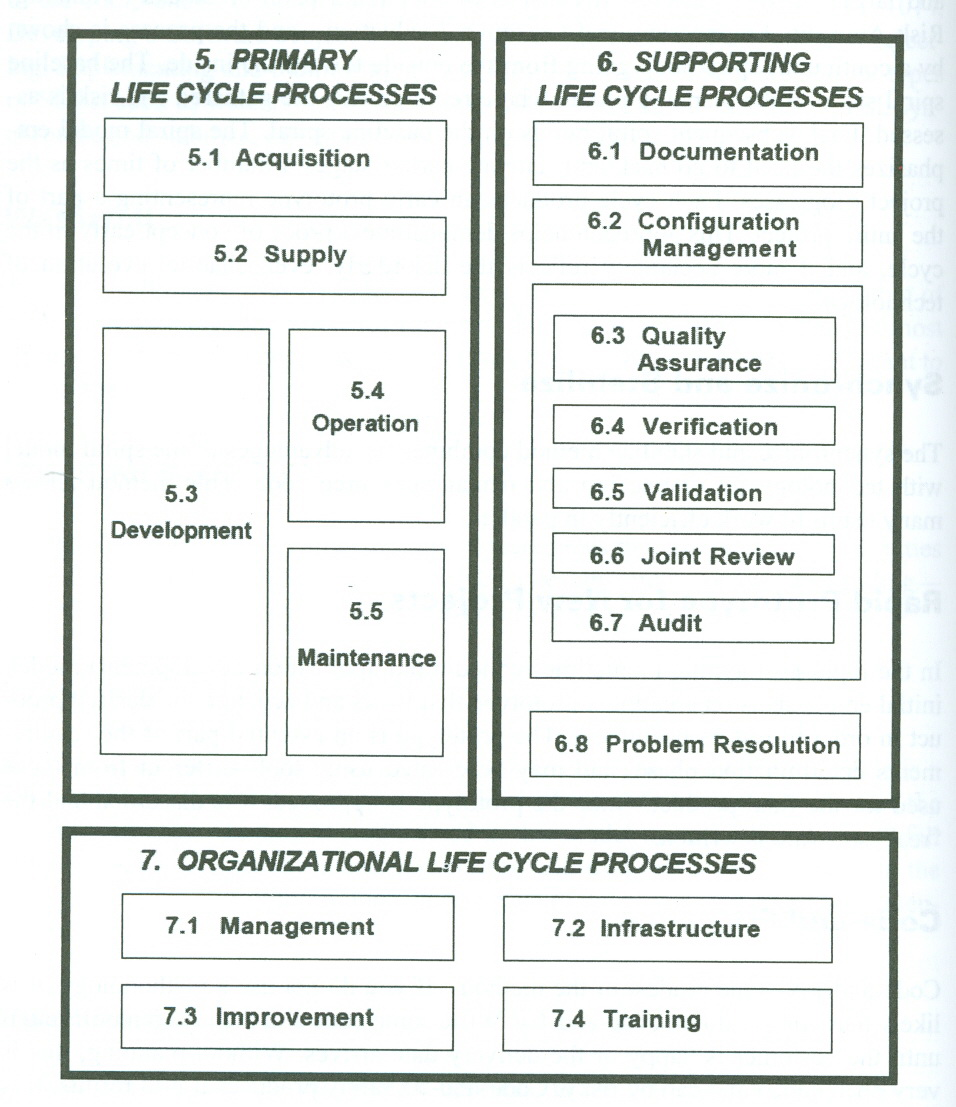 5. PRIMARY
LIFE CYCLE PROCESSES
5.1 Acquisition
5.2 Supply
5.3
Development
5.4
Operation
5.5
Maintenance
6. SUPPORTING
LIFE CYCLE PROCESSES
6.1 Documentation
6.2 Configuration
Management
6.3 Quality
Assurance
6.4 Verification
6.5 Validation
6.6 Joint Review
6.7 Audit
6.8 Problem Resolution
7. ORGANIZATIONAL LIFE CYCLE PROCESSES
7.1 Management
7.2 Infrastructure
7.3 Improvement
7.4 Training